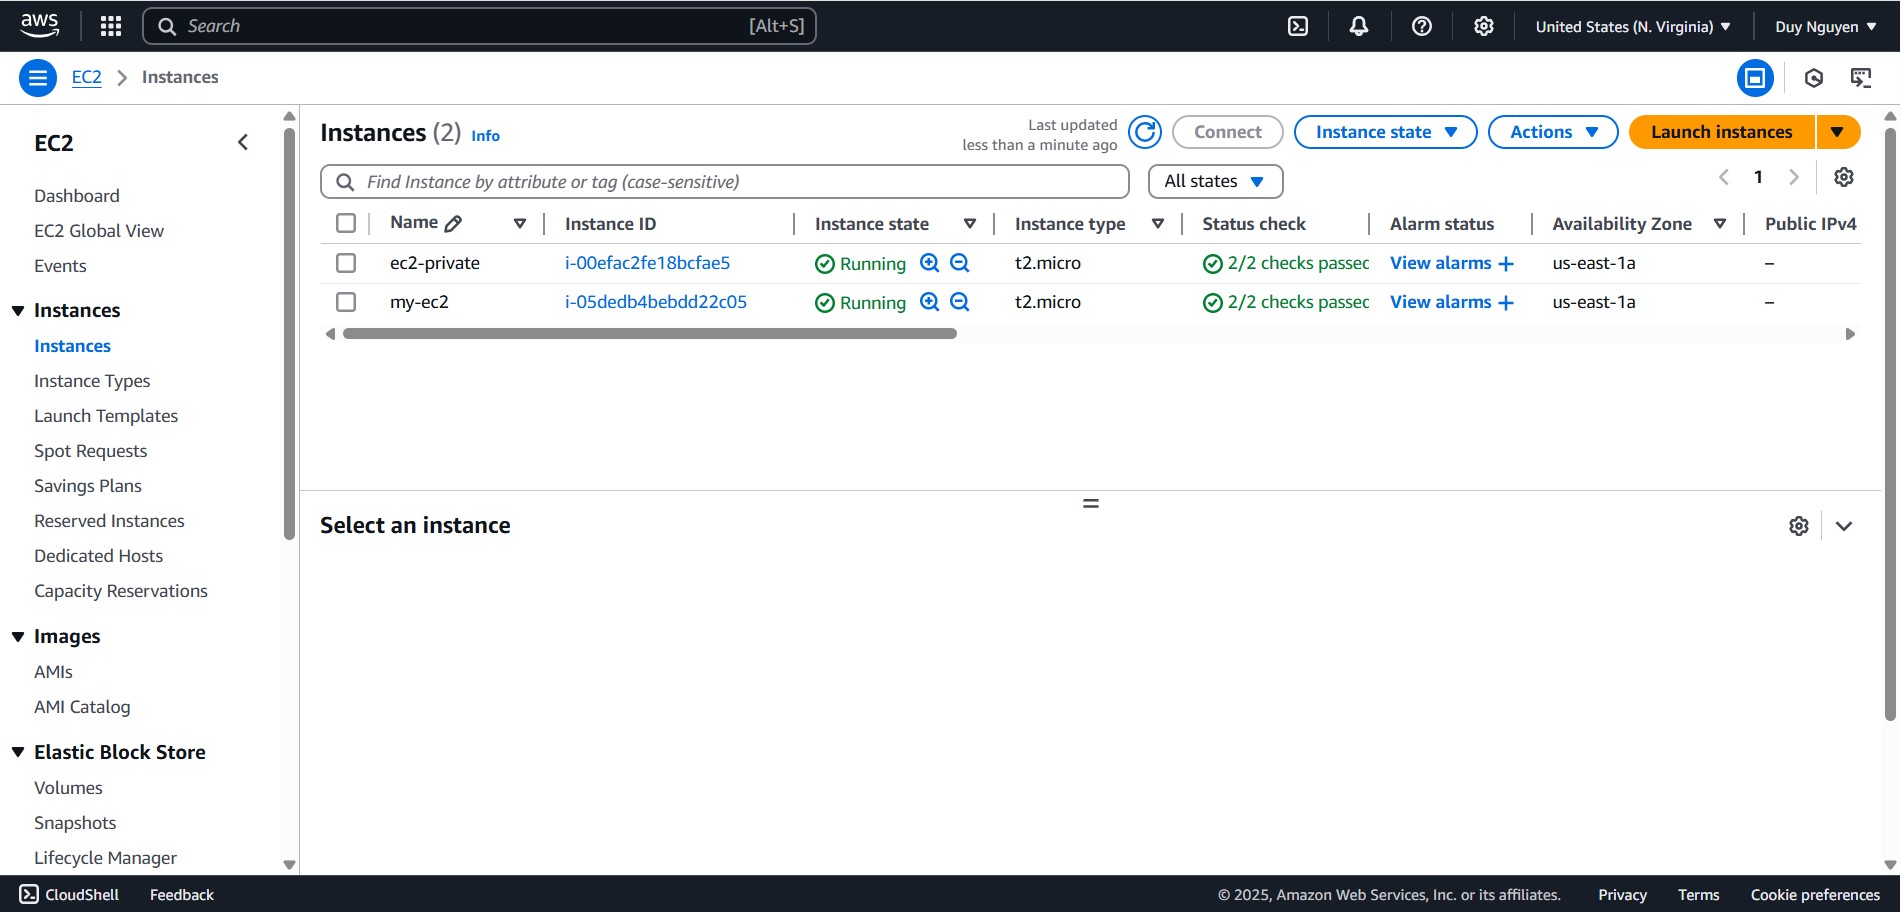 aws
Search [Alt+S]
United States (N. Virginia)
Duy Nguyen
EC2 Instances
EC2
Dashboard
EC2 Global View
Events
Instances
Instances
Instance Types
Launch Templates
Spot Requests
Savings Plans
Reserved Instances
Dedicated Hosts
Capacity Reservations
Images
AMIs
AMI Catalog
Elastic Block Store
Volumes
Snapshots
Lifecycle Manager
Instances (2) Info
Last updated
less than a minute ago
Connect
Instance state
Actions
Launch instances
Find Instance by attribute or tag (case-sensitive)
All states
1
Name Instance ID Instance state Instance type Status check Alarm status Availability Zone Public IPv4
ec2-private i-00efac2fe18bcfae5 Running t2.micro 2/2 checks passec View alarms + us-east-1a –
my-ec2 i-05dedb4bebdd22c05 Running t2.micro 2/2 checks passec View alarms + us-east-1a –
Select an instance
CloudShell Feedback © 2025, Amazon Web Services, Inc. or its affiliates. Privacy Terms Cookie preferences